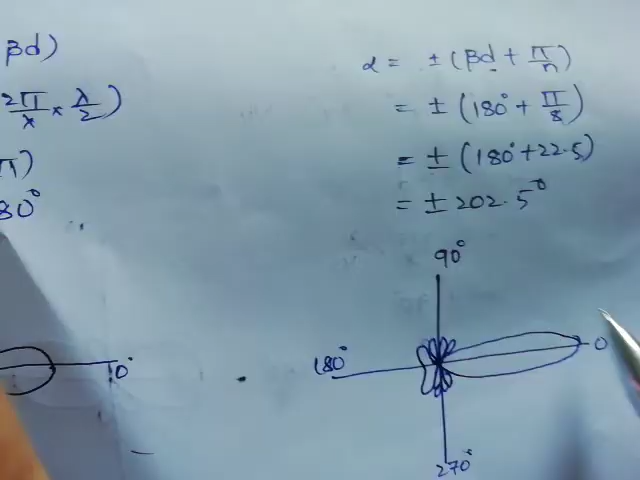 βd)
2π/λ × λ/2)
π)
80°
0°
α = ± (βd + π/n)
= ± (180° + π/8)
= ± (180° + 22.5)
= ± 202.5°
90°
180°
0
270°